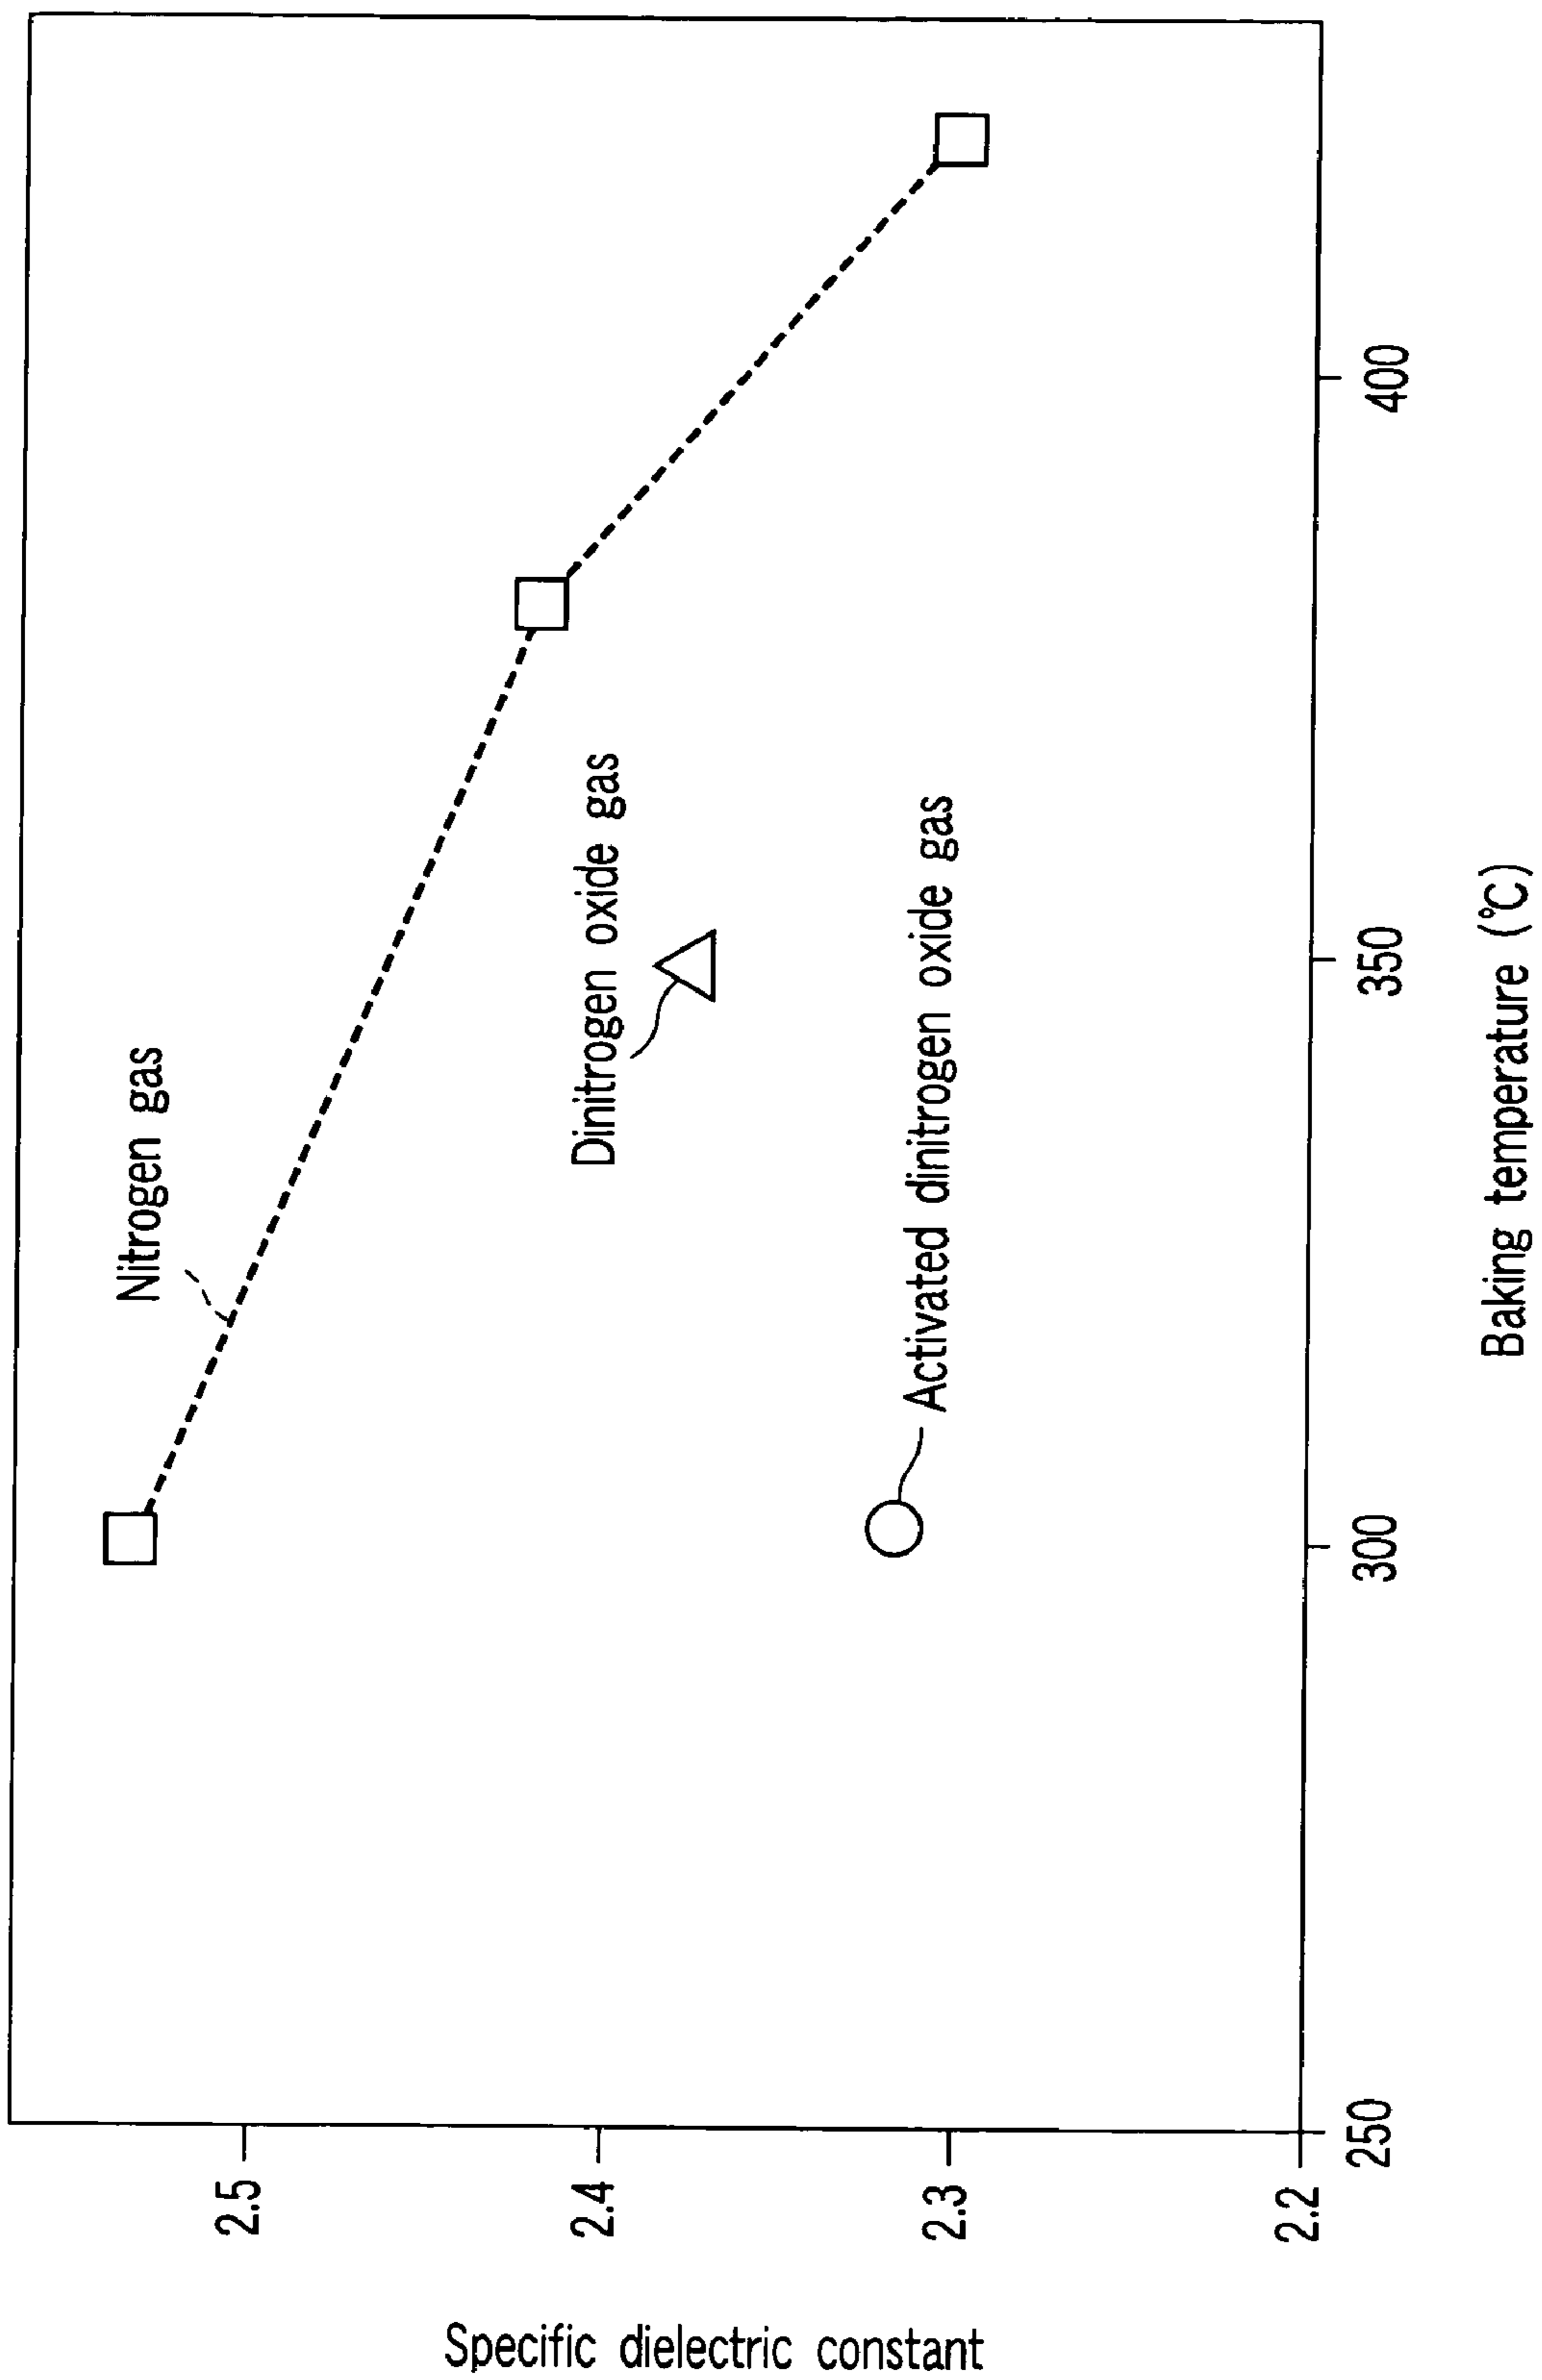 Specific dielectric constant
2.5
2.4
2.3
2.2
Nitrogen gas
Dinitrogen oxide gas
Activated dinitrogen oxide gas
250
300
350
400
Baking temperature (°C)